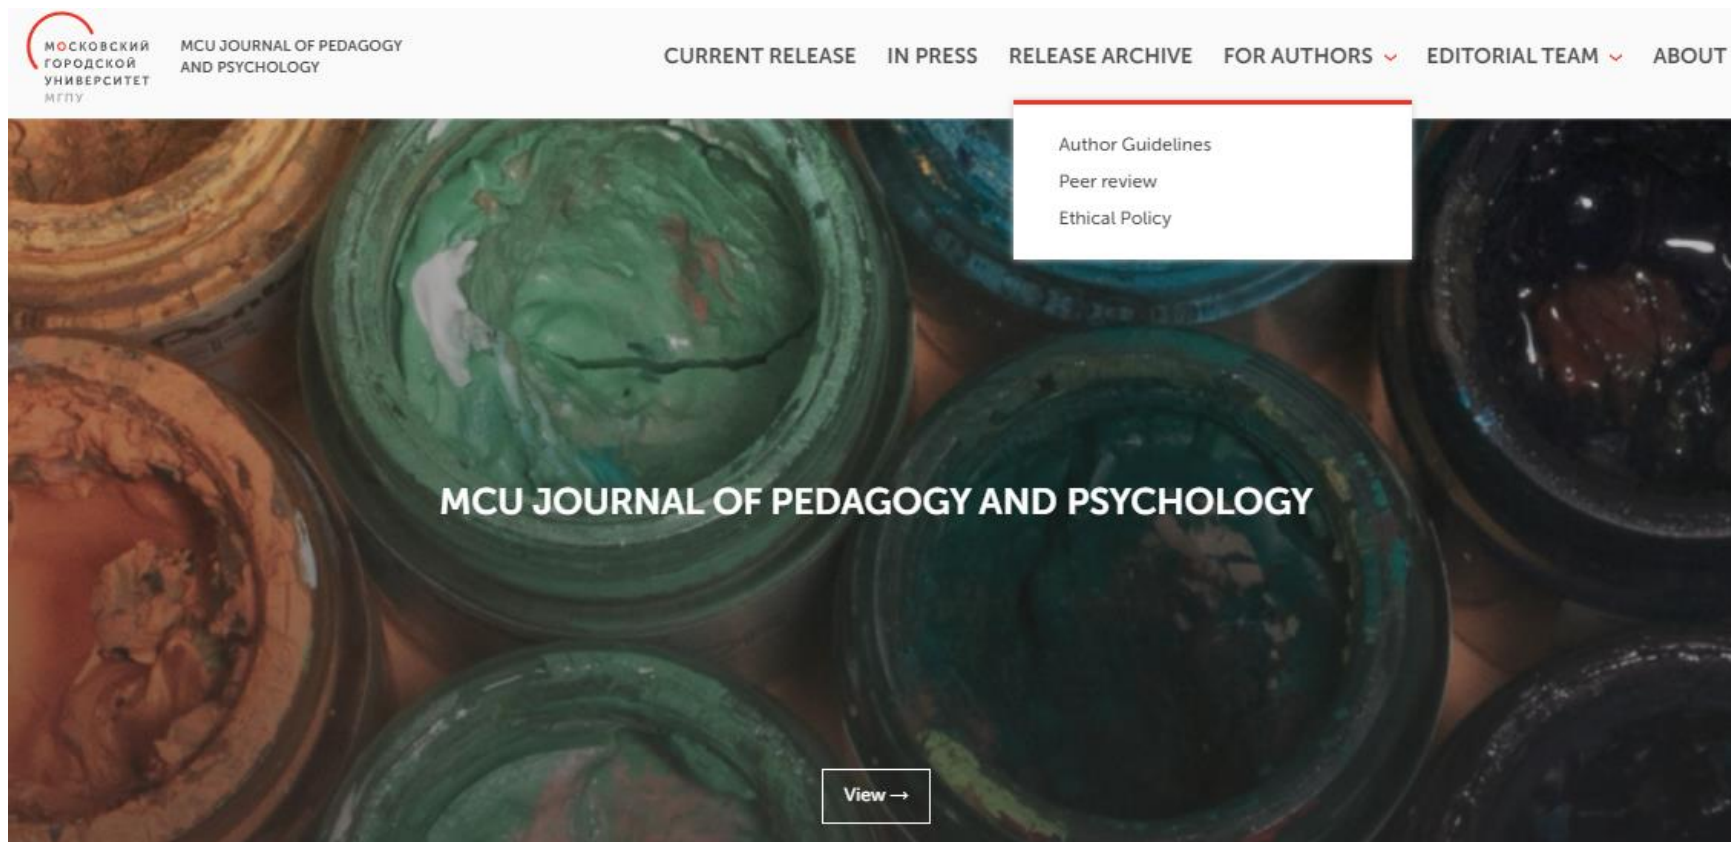 МОСКОВСКИЙ
ГОРОДСКОЙ
УНИВЕРСИТЕТ
МГПУ
MCU JOURNAL OF PEDAGOGY
AND PSYCHOLOGY
CURRENT RELEASE IN PRESS RELEASE ARCHIVE FOR AUTHORS EDITORIAL TEAM ABOUT
Author Guidelines
Peer review
Ethical Policy
MCU JOURNAL OF PEDAGOGY AND PSYCHOLOGY
View →